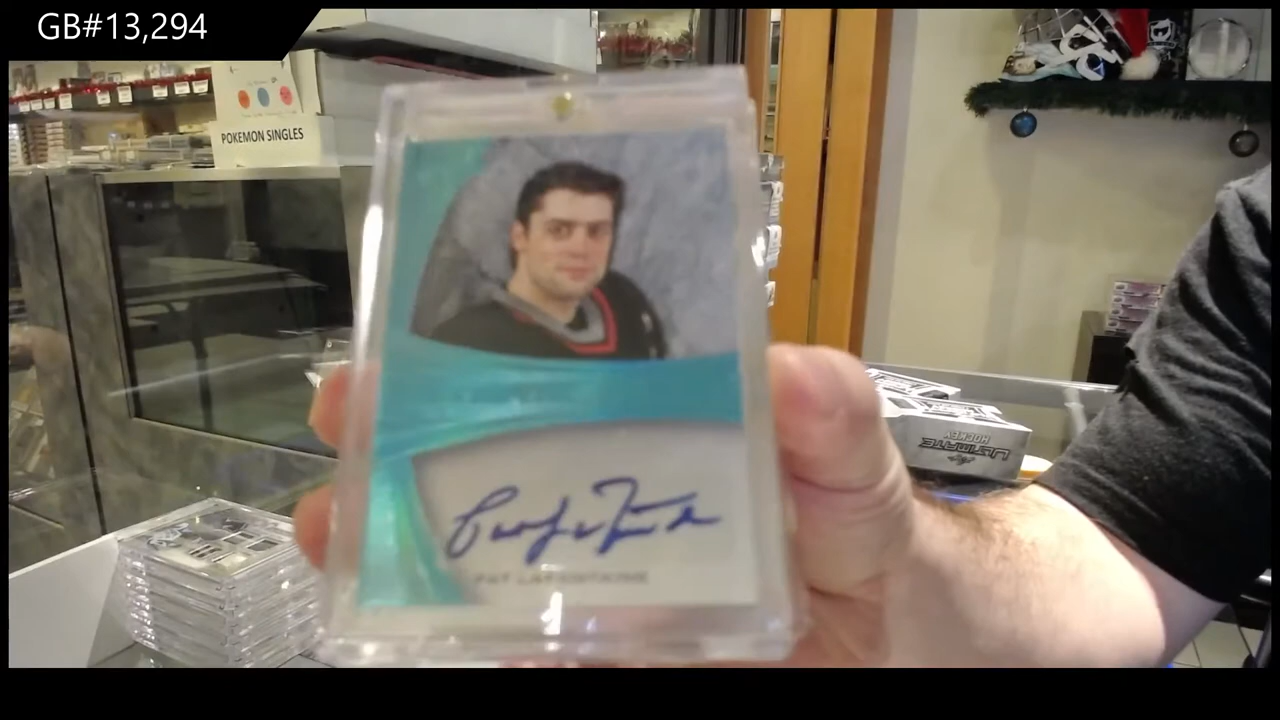 GB#13,294
POKEMON SINGLES
ULTIMATE
HOCKEY
PAT LAFONTAINE